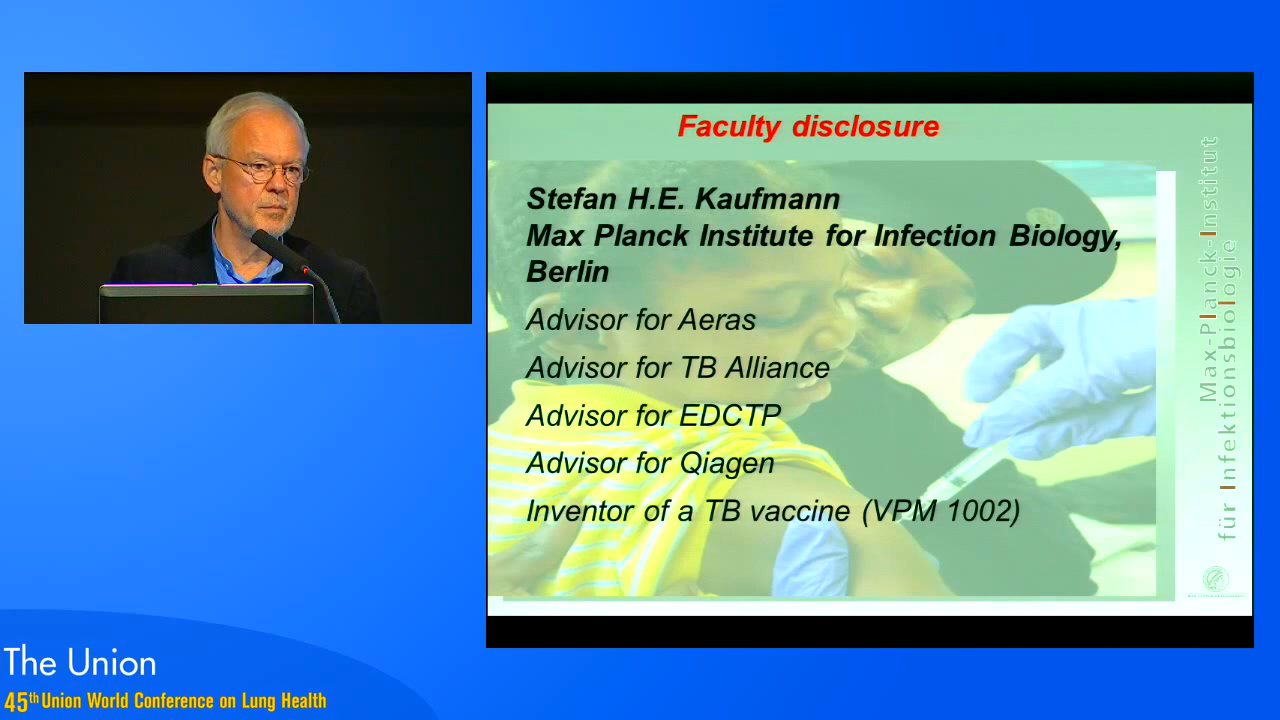 Faculty disclosure
Stefan H.E. Kaufmann
Max Planck Institute for Infection Biology,
Berlin
Advisor for Aeras
Advisor for TB Alliance
Advisor for EDCTP
Advisor for Qiagen
Inventor of a TB vaccine (VPM 1002)
Max-Planck-Institut
für Infektionsbiologie
The Union
45th Union World Conference on Lung Health